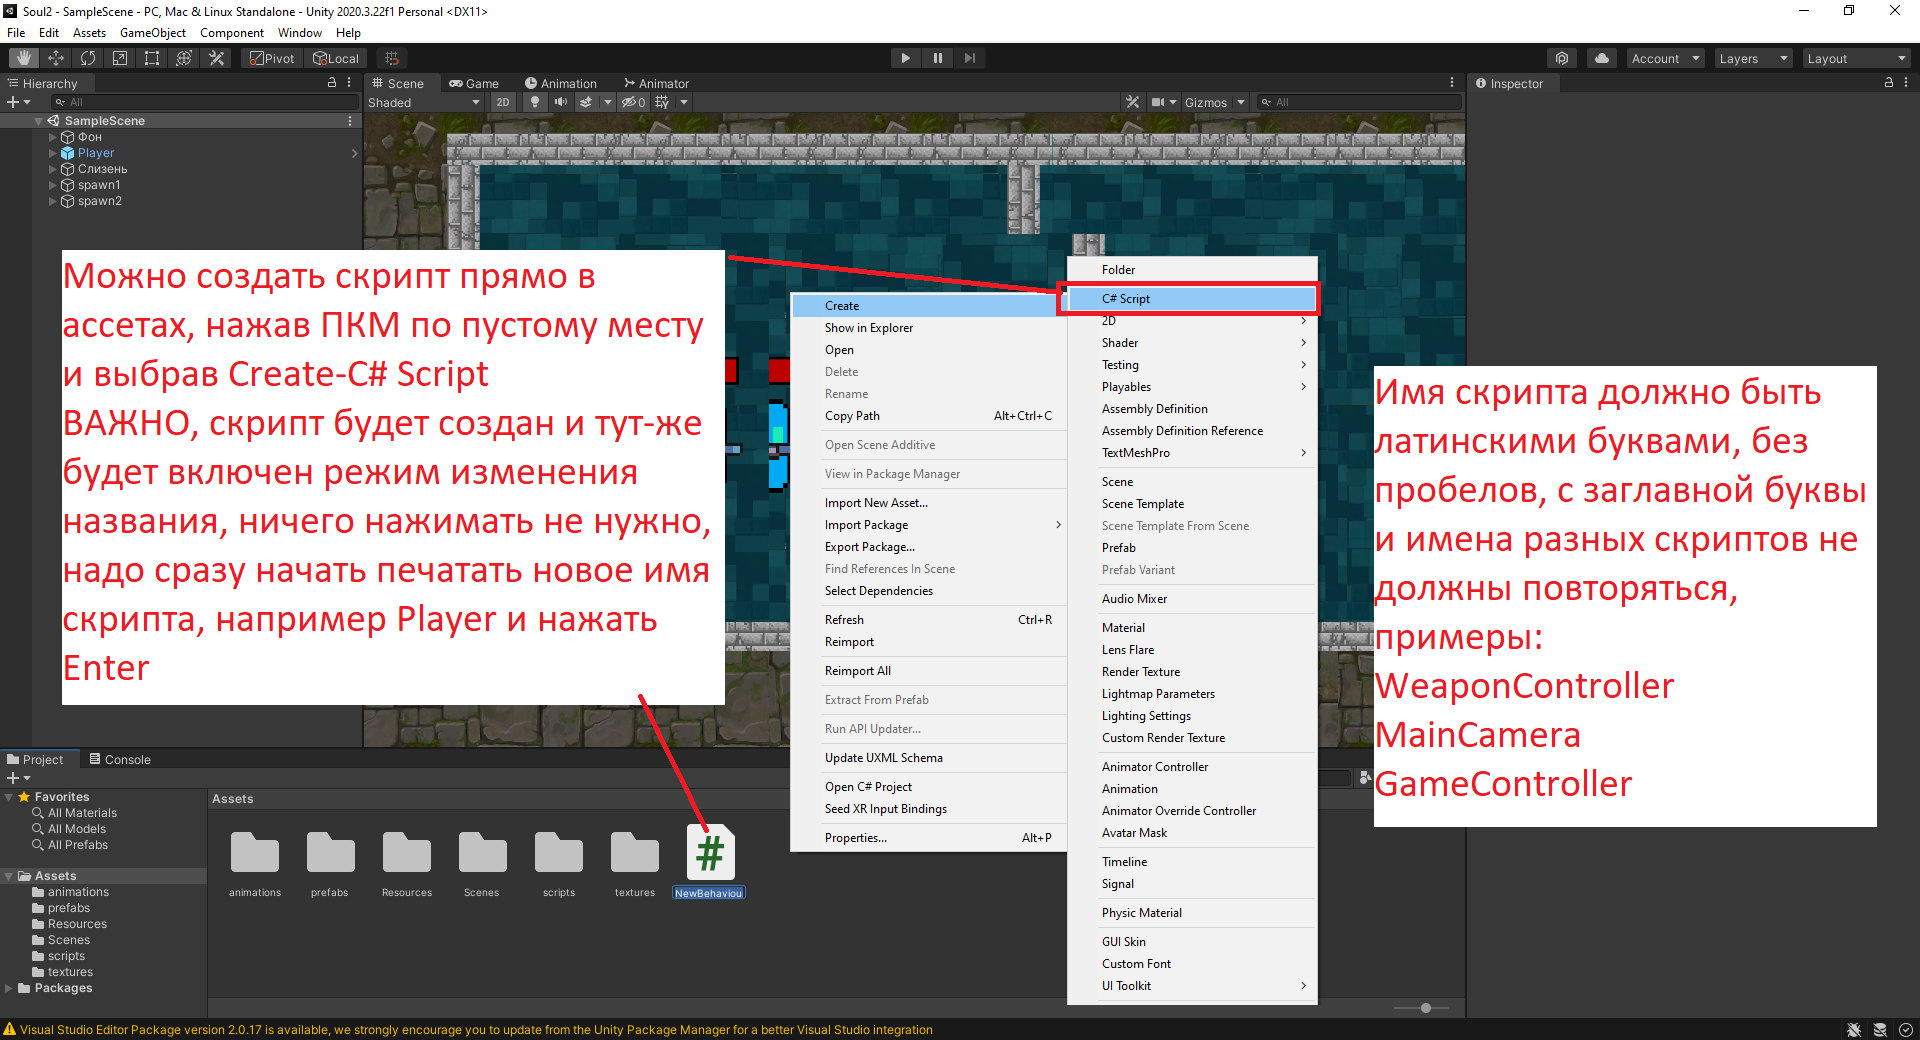 Soul2 - SampleScene - PC, Mac & Linux Standalone - Unity 2020.3.22f1 Personal <DX11>
File Edit Assets GameObject Component Window Help
Pivot Local Account Layers Layout
Hierarchy
All
SampleScene
Фон
Player
Слизень
spawn1
spawn2
Scene Game Animation Animator
Shaded 2D 0 Gizmos All
Inspector
Можно создать скрипт прямо в
ассетах, нажав ПКМ по пустому месту
и выбрав Create-C# Script
ВАЖНО, скрипт будет создан и тут-же
будет включен режим изменения
названия, ничего нажимать не нужно,
надо сразу начать печатать новое имя
скрипта, например Player и нажать
Enter
Create
Show in Explorer
Open
Delete
Rename
Copy Path Alt+Ctrl+C
Open Scene Additive
View in Package Manager
Import New Asset...
Import Package
Export Package...
Find References In Scene
Select Dependencies
Refresh Ctrl+R
Reimport
Reimport All
Extract From Prefab
Run API Updater...
Update UXML Schema
Open C# Project
Seed XR Input Bindings
Properties... Alt+P
Folder
C# Script
2D
Shader
Testing
Playables
Assembly Definition
Assembly Definition Reference
TextMeshPro
Scene
Scene Template
Scene Template From Scene
Prefab
Prefab Variant
Audio Mixer
Material
Lens Flare
Render Texture
Lightmap Parameters
Lighting Settings
Custom Render Texture
Animator Controller
Animation
Animator Override Controller
Avatar Mask
Timeline
Signal
Physic Material
GUI Skin
Custom Font
UI Toolkit
Имя скрипта должно быть
латинскими буквами, без
пробелов, с заглавной буквы
и имена разных скриптов не
должны повторяться,
примеры:
WeaponController
MainCamera
GameController
Project Console
Favorites
All Materials
All Models
All Prefabs
Assets
animations
prefabs
Resources
Scenes
scripts
textures
Packages
Assets
animations prefabs Resources Scenes scripts textures NewBehaviou
Visual Studio Editor Package version 2.0.17 is available, we strongly encourage you to update from the Unity Package Manager for a better Visual Studio integration